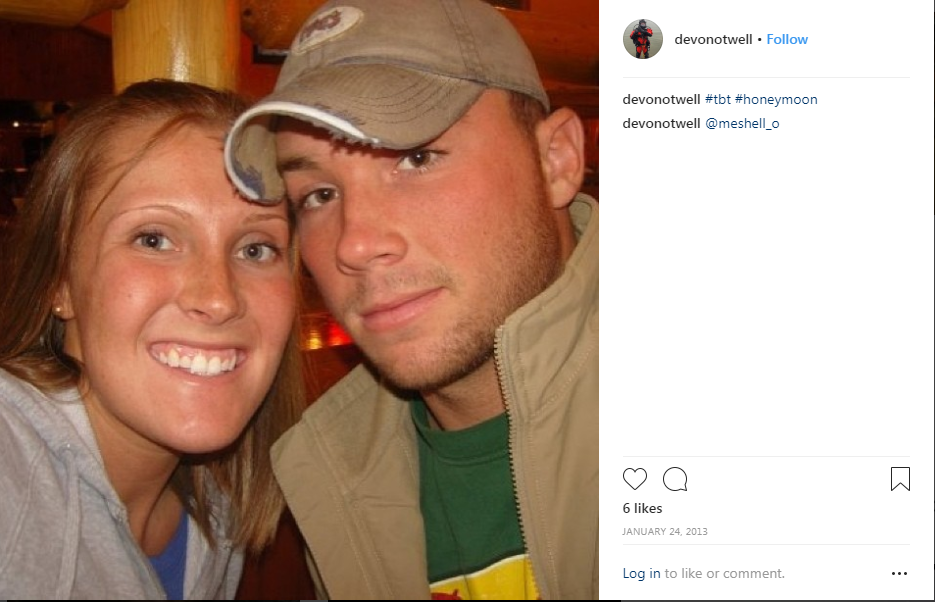 devonotwell • Follow
devonotwell #tbt #honeymoon
devonotwell @meshell_o
6 likes
JANUARY 24, 2013
Log in to like or comment.